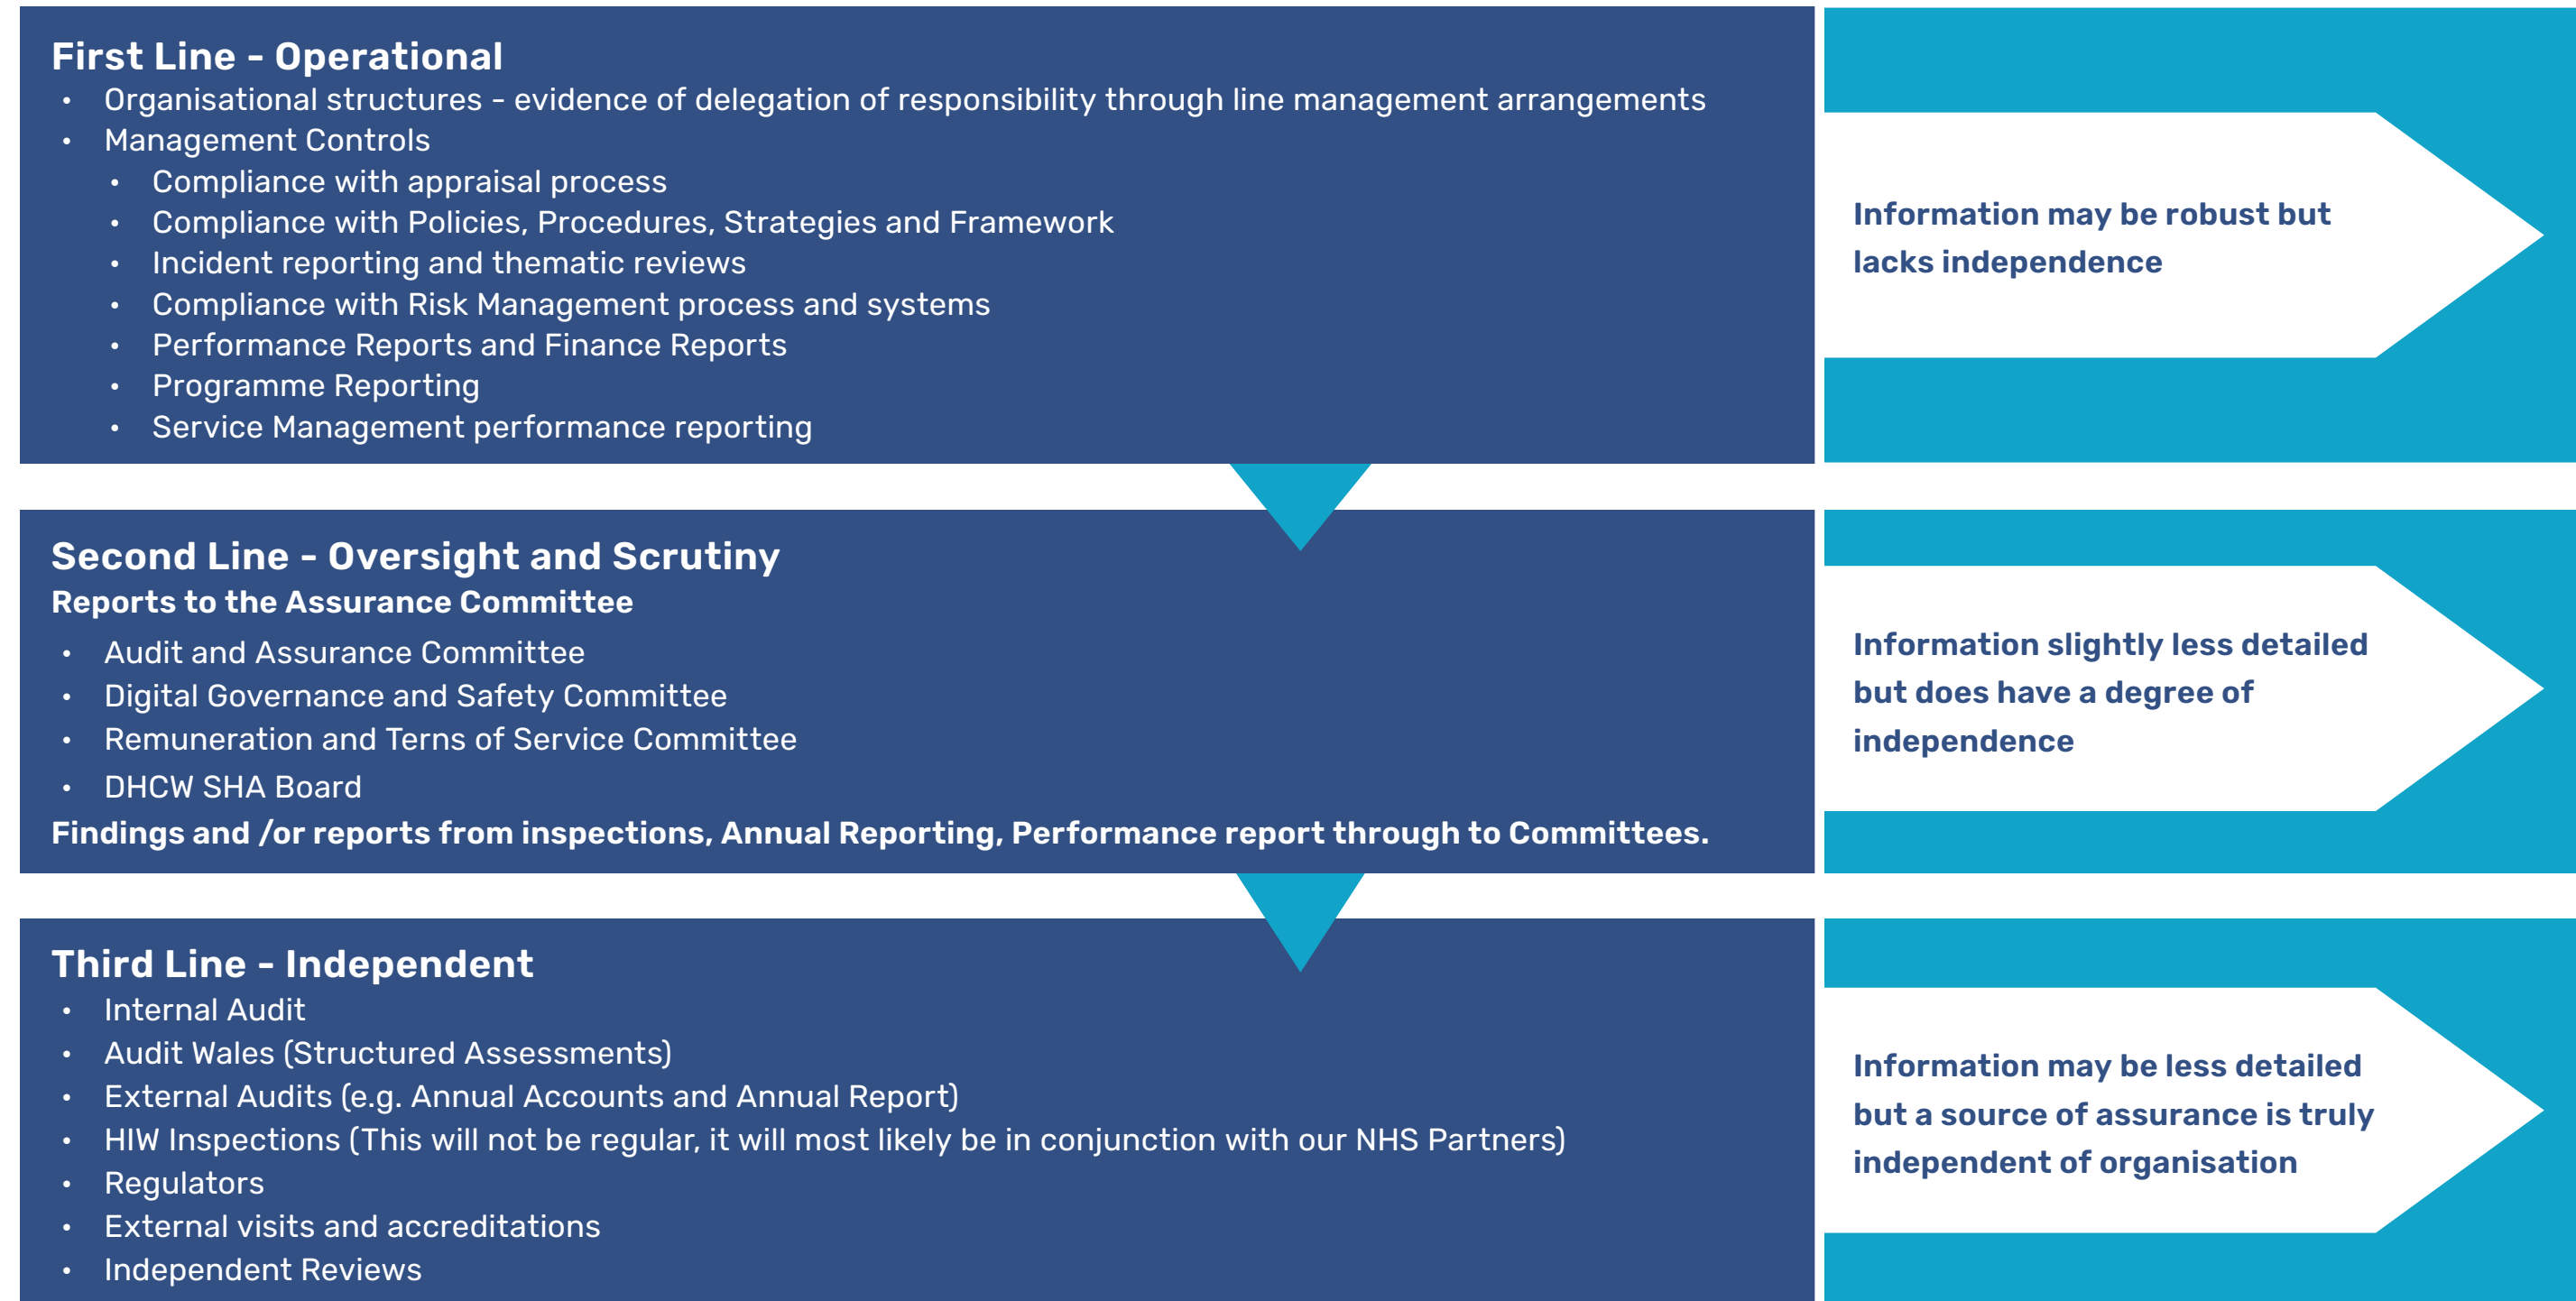 First Line - Operational
• Organisational structures - evidence of delegation of responsibility through line management arrangements
• Management Controls
• Compliance with appraisal process
• Compliance with Policies, Procedures, Strategies and Framework
• Incident reporting and thematic reviews
• Compliance with Risk Management process and systems
• Performance Reports and Finance Reports
• Programme Reporting
• Service Management performance reporting
Information may be robust but
lacks independence
Second Line - Oversight and Scrutiny
Reports to the Assurance Committee
• Audit and Assurance Committee
• Digital Governance and Safety Committee
• Remuneration and Terns of Service Committee
• DHCW SHA Board
Findings and /or reports from inspections, Annual Reporting, Performance report through to Committees.
Information slightly less detailed
but does have a degree of
independence
Third Line - Independent
• Internal Audit
• Audit Wales (Structured Assessments)
• External Audits (e.g. Annual Accounts and Annual Report)
• HIW Inspections (This will not be regular, it will most likely be in conjunction with our NHS Partners)
• Regulators
• External visits and accreditations
• Independent Reviews
Information may be less detailed
but a source of assurance is truly
independent of organisation